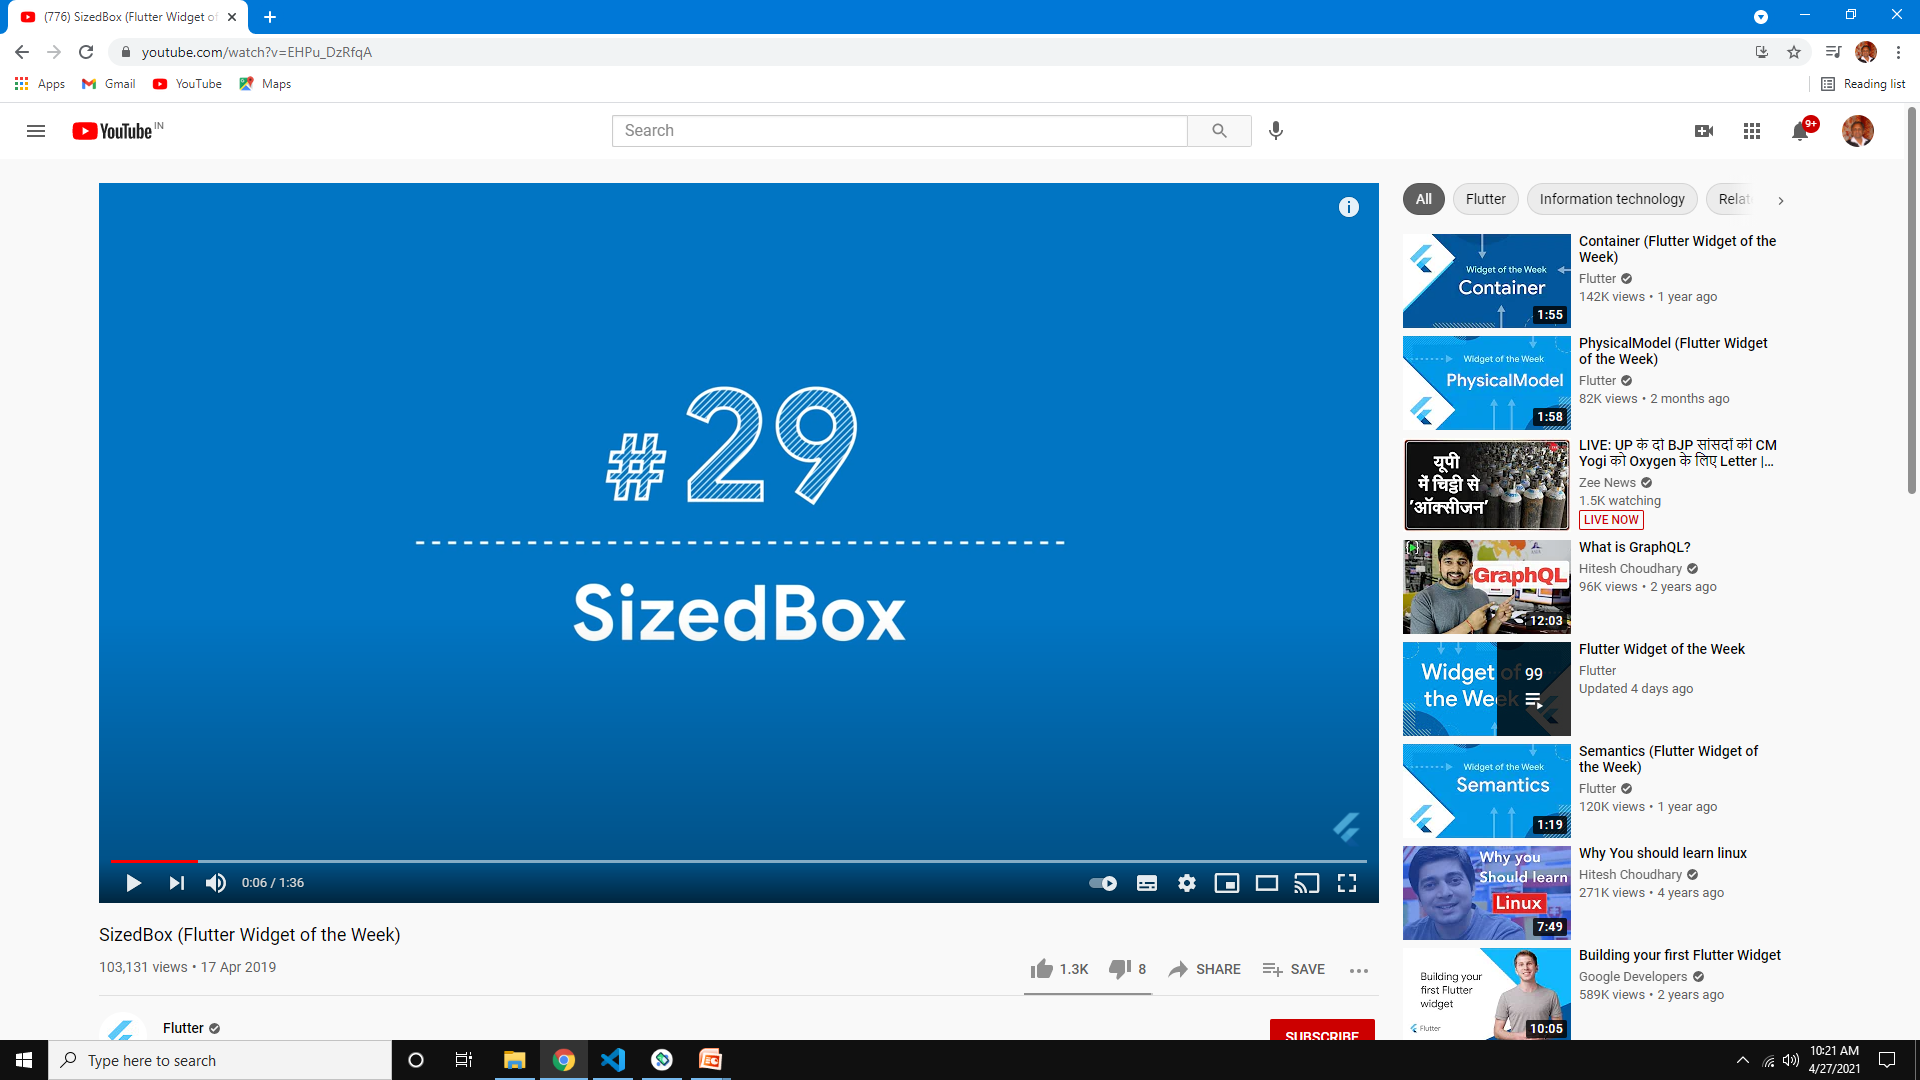 (776) SizedBox (Flutter Widget of
youtube.com/watch?v=EHPu_DzRfqA
Apps
Gmail
YouTube
Maps
Reading list
YouTube IN
Search
9+
#29
SizedBox
0:06 / 1:36
SizedBox (Flutter Widget of the Week)
103,131 views • 17 Apr 2019
1.3K
8
SHARE
SAVE
Flutter
SUBSCRIBE
All
Flutter
Information technology
Relat
Widget of the Week
Container
1:55
Container (Flutter Widget of the
Week)
Flutter
142K views • 1 year ago
Widget of the Week
PhysicalModel
1:58
PhysicalModel (Flutter Widget
of the Week)
Flutter
82K views • 2 months ago
यूपी
में चिट्ठी से
'ऑक्सीजन'
LIVE: UP के दो BJP सांसदों की CM
Yogi को Oxygen के लिए Letter |...
Zee News
1.5K watching
LIVE NOW
GraphQL
12:03
What is GraphQL?
Hitesh Choudhary
96K views • 2 years ago
Widget of
the Week
99
Flutter Widget of the Week
Flutter
Updated 4 days ago
Widget of the Week
Semantics
1:19
Semantics (Flutter Widget of
the Week)
Flutter
120K views • 1 year ago
Why you
Should learn
Linux
7:49
Why You should learn linux
Hitesh Choudhary
271K views • 4 years ago
Building your
first Flutter
widget
Flutter
10:05
Building your first Flutter Widget
Google Developers
589K views • 2 years ago
Type here to search
10:21 AM
4/27/2021